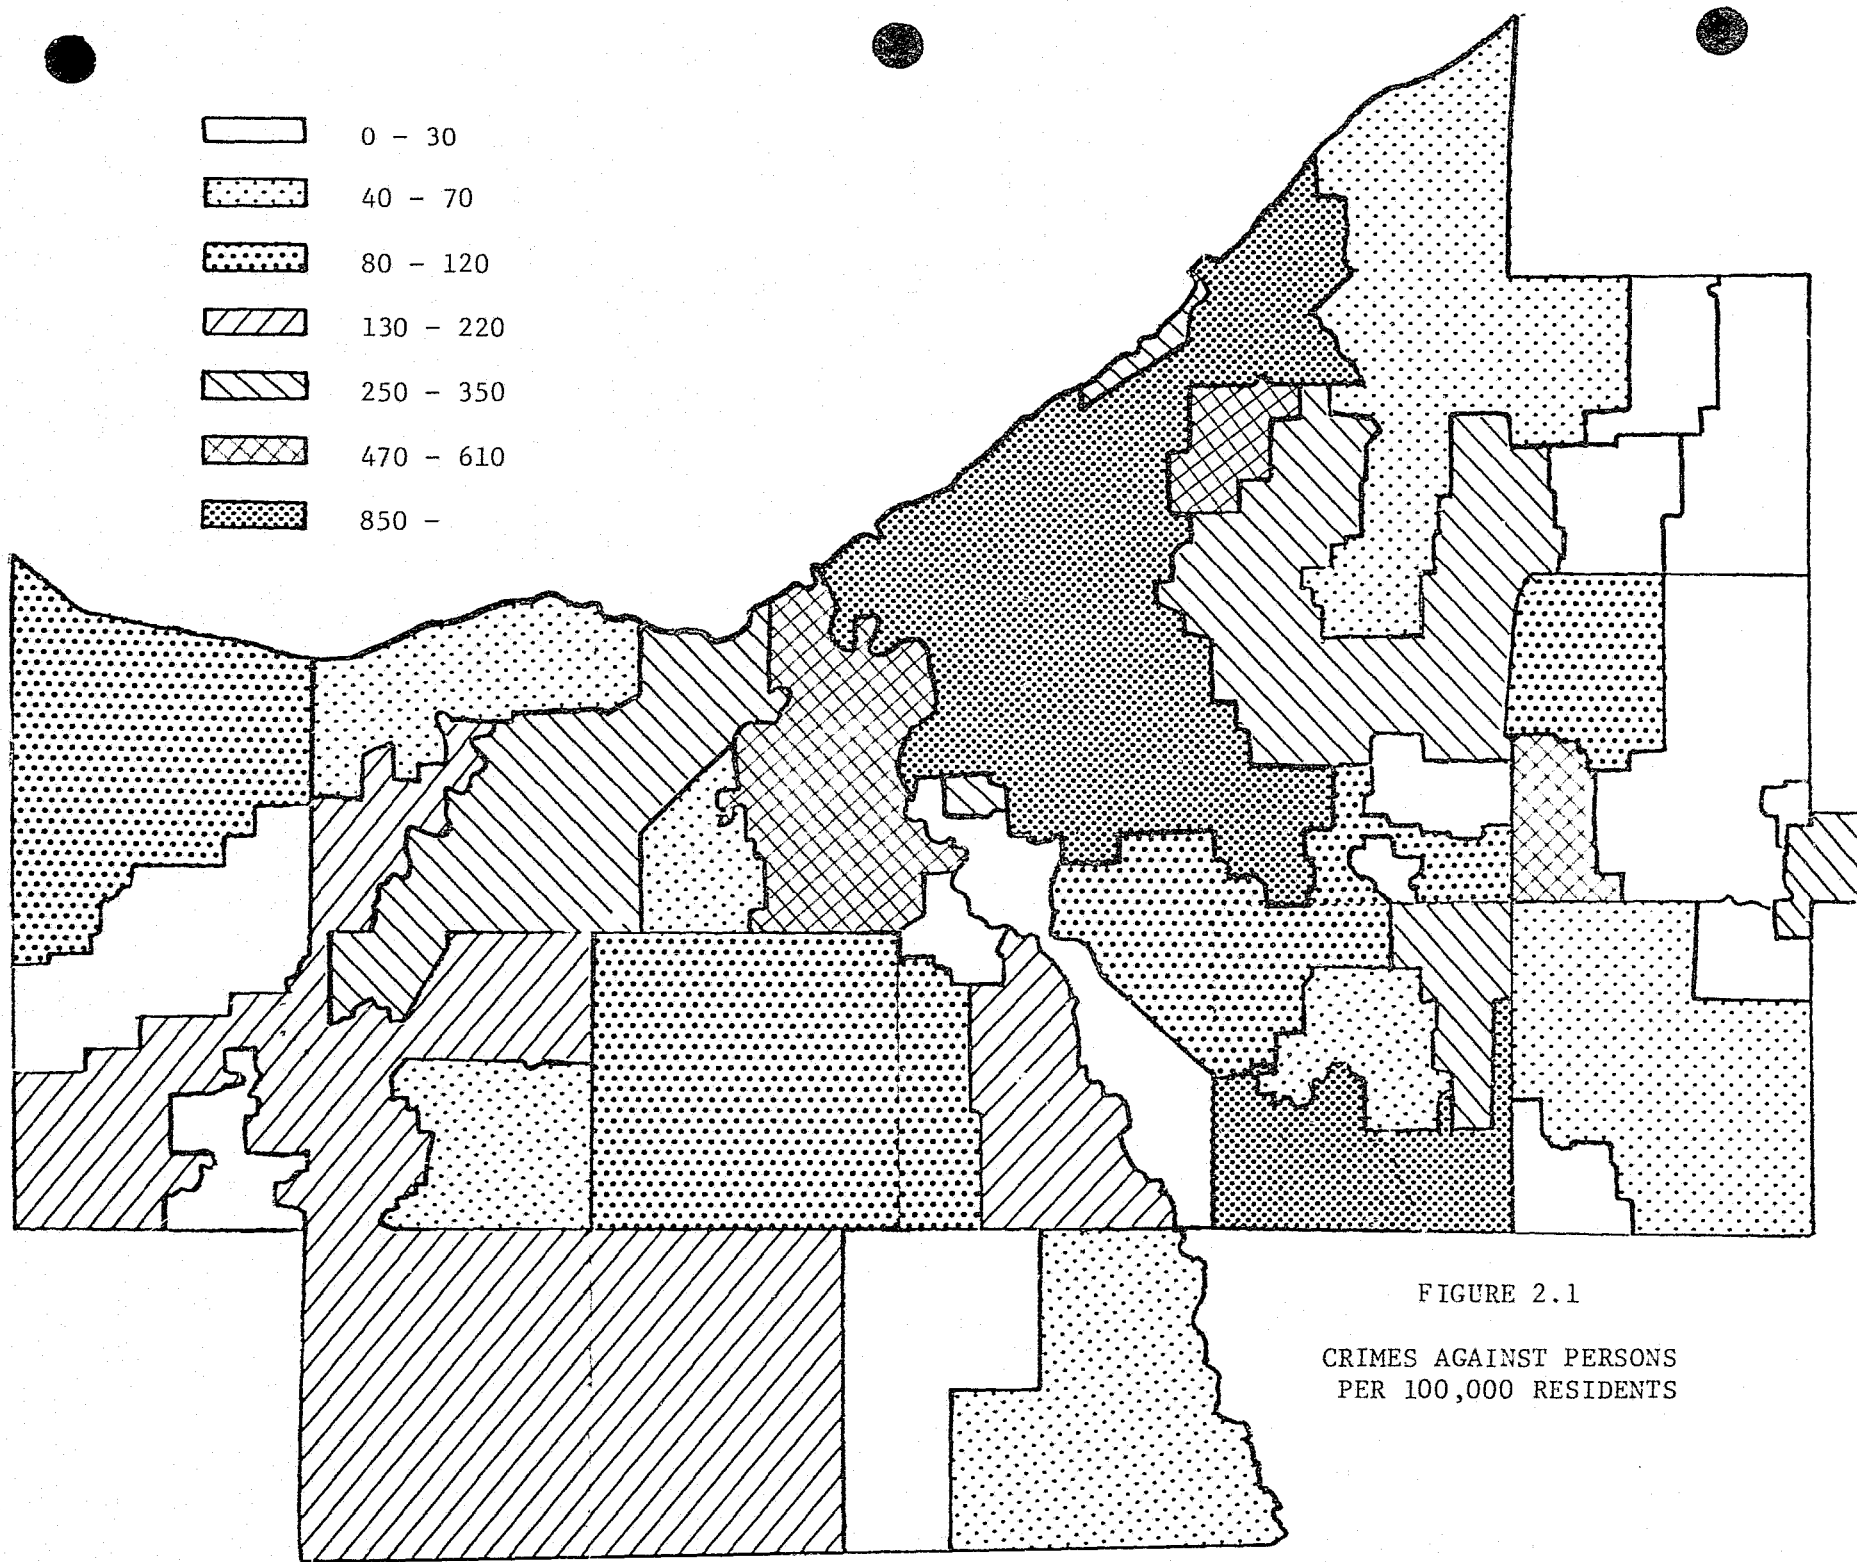 0 - 30
40 - 70
80 - 120
130 - 220
250 - 350
470 - 610
850 -
FIGURE 2.1
CRIMES AGAINST PERSONS
PER 100,000 RESIDENTS